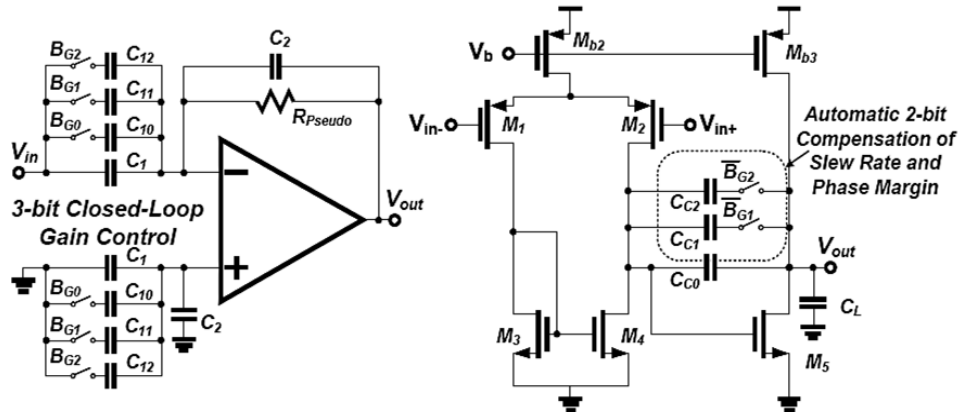 B_G2 C_12
B_G1 C_11
B_G0 C_10
V_in C_1
3-bit Closed-Loop
Gain Control
C_1
B_G0 C_10
B_G1 C_11
B_G2 C_12
C_2
C_2
R_Pseudo
−
+
V_out
V_b
M_b2
M_b3
V_in- M_1
M_2 V_in+
Automatic 2-bit
Compensation of
Slew Rate and
Phase Margin
C_C2 B̅_G2
C_C1 B̅_G1
C_C0
V_out
C_L
M_3
M_4
M_5